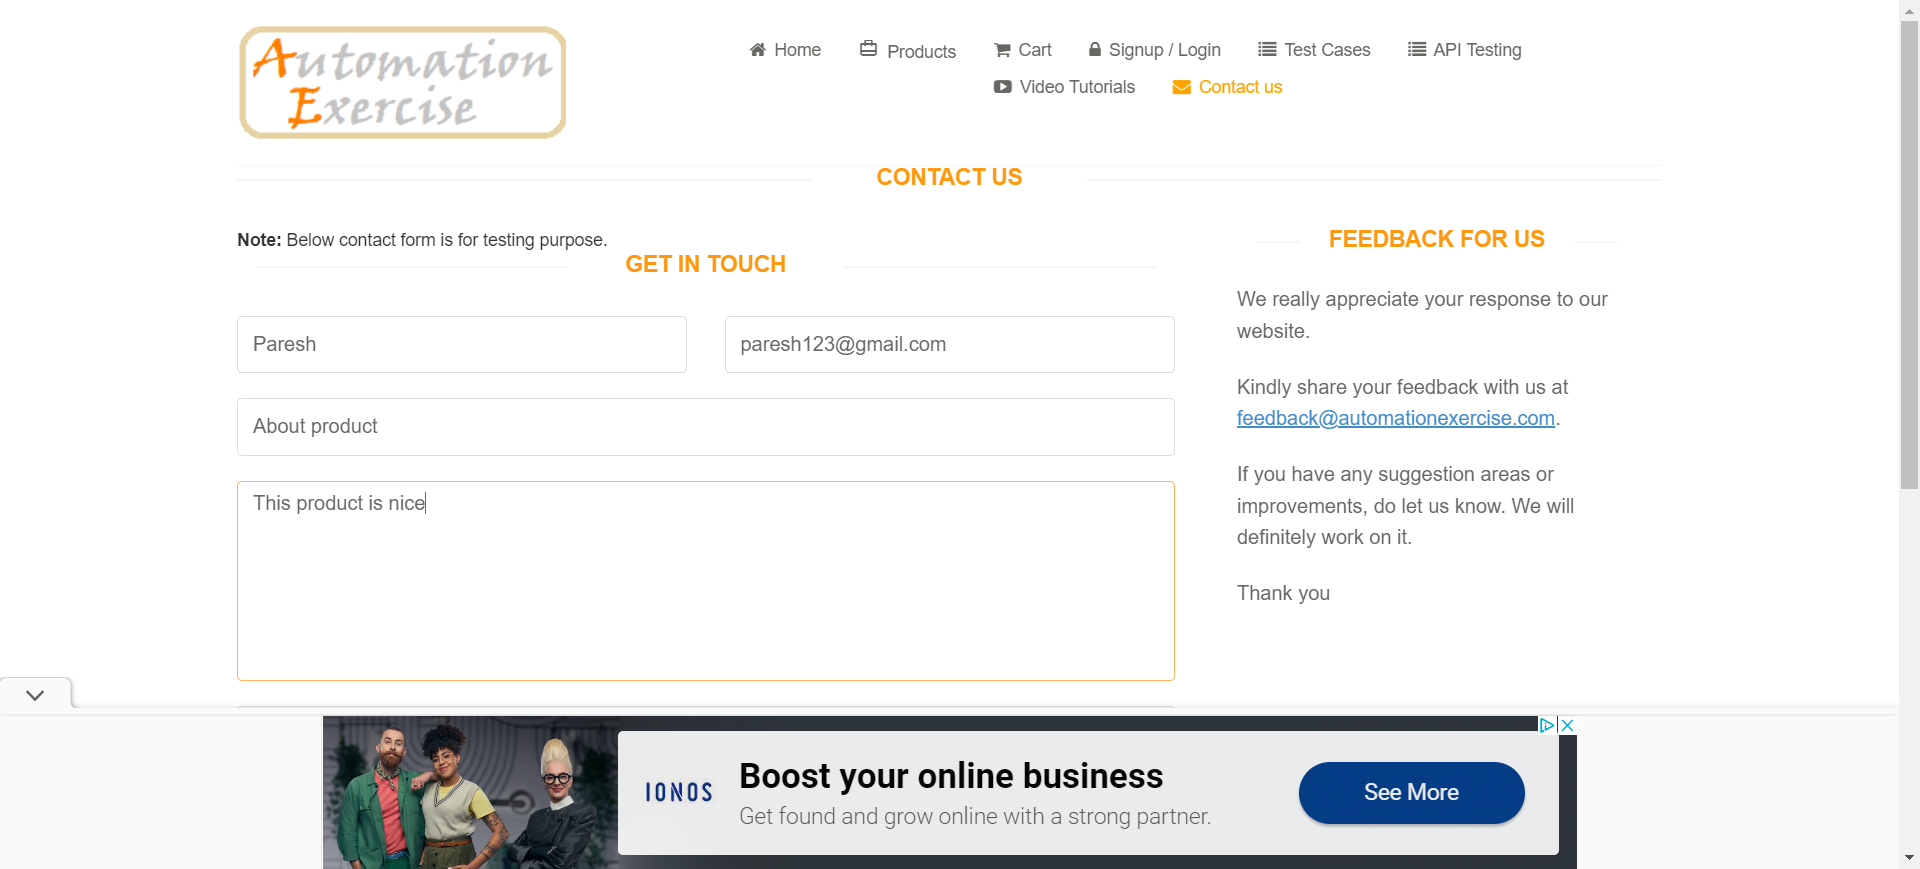 Automation
Exercise
Home
Products
Cart
Signup / Login
Test Cases
API Testing
Video Tutorials
Contact us
CONTACT US
Note: Below contact form is for testing purpose.
GET IN TOUCH
Paresh
paresh123@gmail.com
About product
This product is nice
FEEDBACK FOR US
We really appreciate your response to our
website.
Kindly share your feedback with us at
feedback@automationexercise.com.
If you have any suggestion areas or
improvements, do let us know. We will
definitely work on it.
Thank you
IONOS
Boost your online business
Get found and grow online with a strong partner.
See More